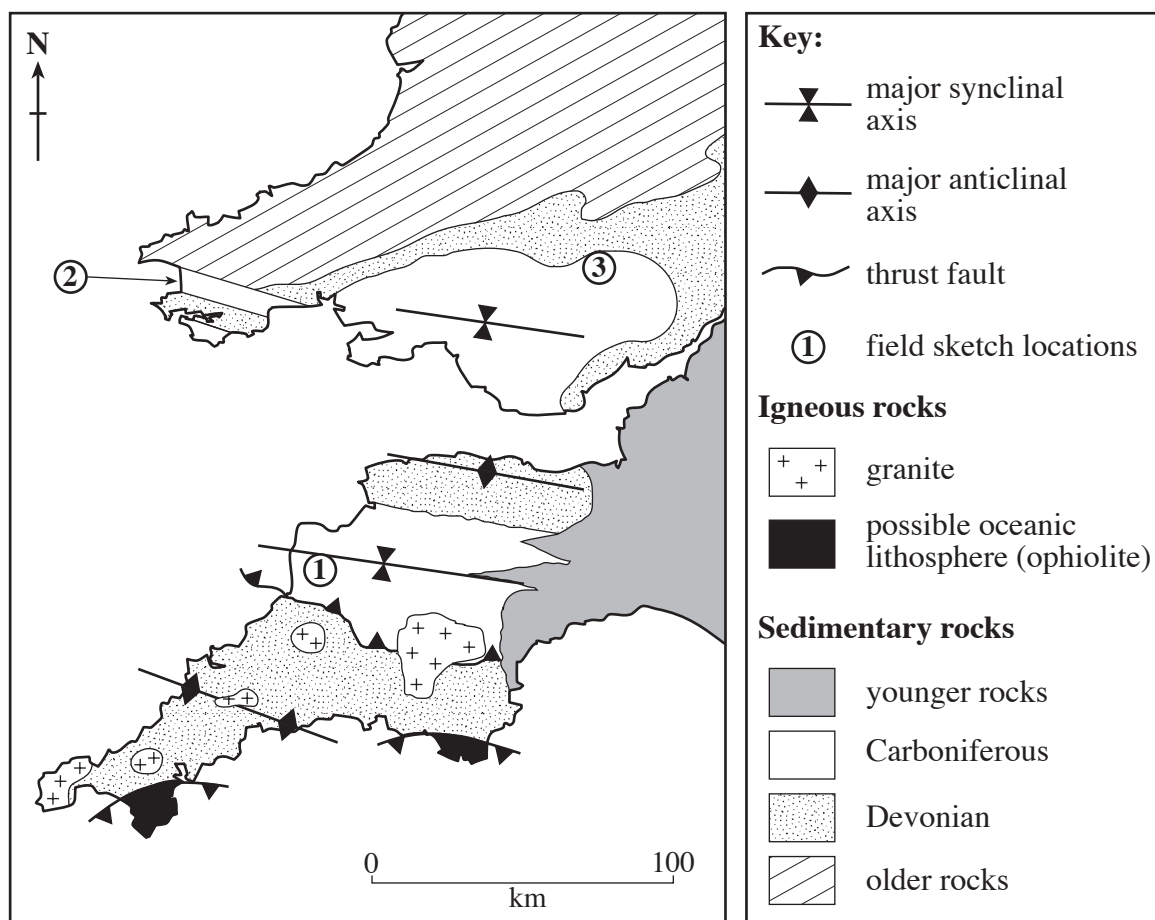 N
2
3
1
0
100
km
Key:
major synclinal
axis
major anticlinal
axis
thrust fault
1
field sketch locations
Igneous rocks
granite
possible oceanic
lithosphere (ophiolite)
Sedimentary rocks
younger rocks
Carboniferous
Devonian
older rocks